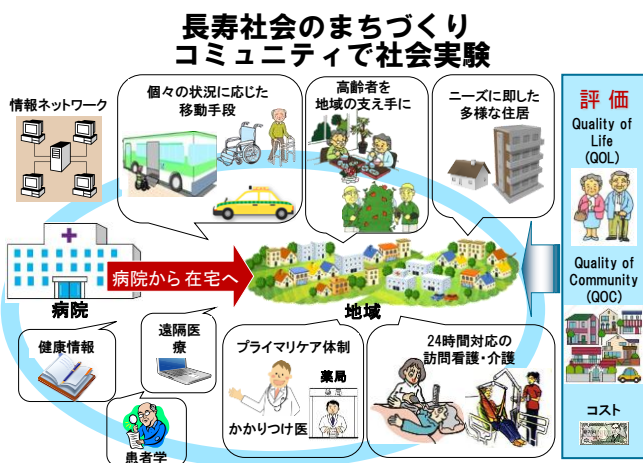 長寿社会のまちづくり
コミュニティで社会実験
情報ネットワーク
個々の状況に応じた
移動手段
高齢者を
地域の支え手に
ニーズに即した
多様な住居
評価
Quality of
Life
(QOL)
Quality of
Community
(QOC)
コスト
病院
病院から在宅へ
地域
健康情報
遠隔医
療
患者学
プライマリケア体制
薬局
かかりつけ医
24時間対応の
訪問看護・介護